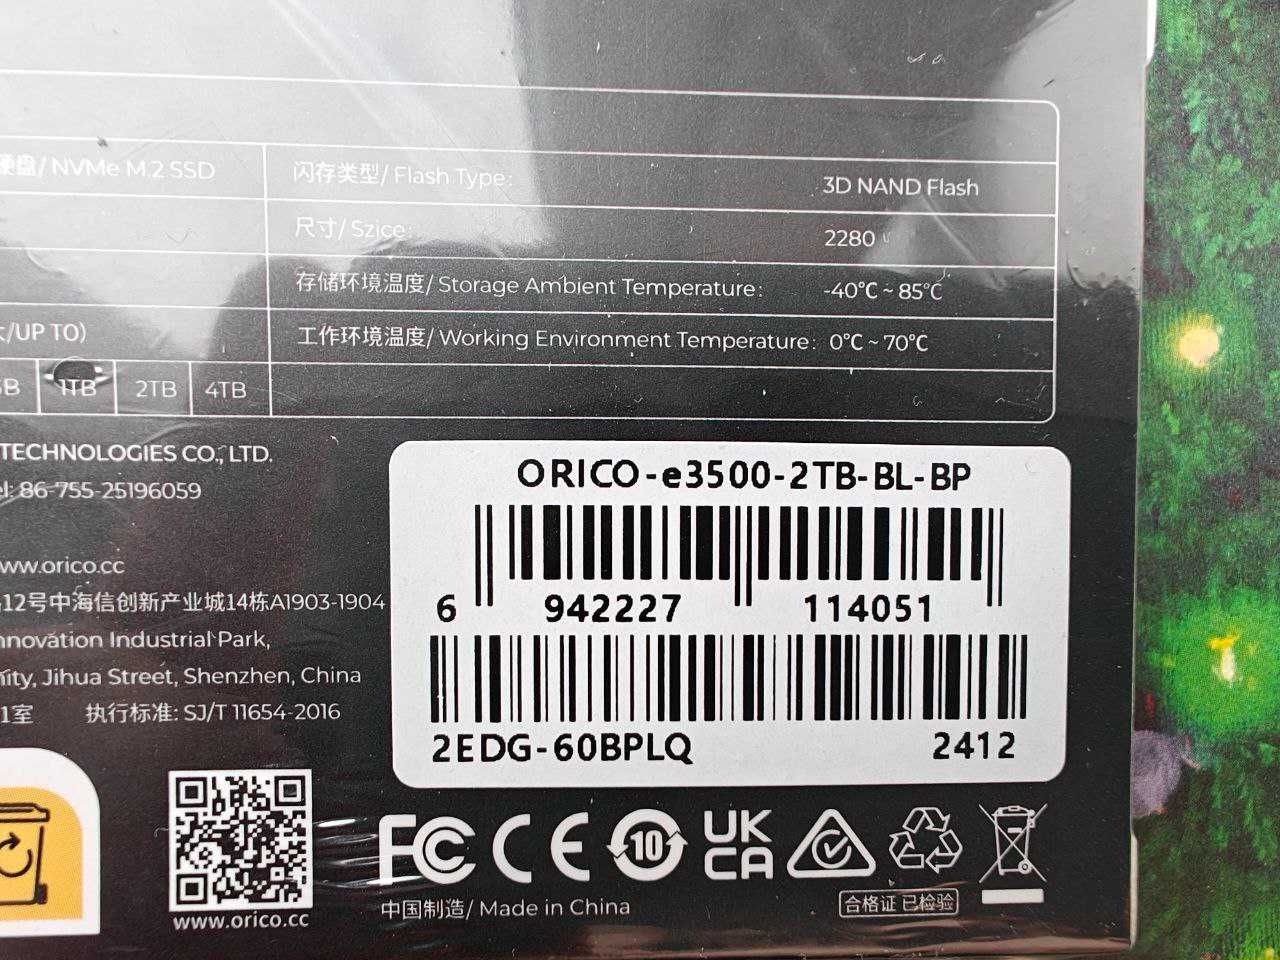 硬盘/ NVMe M.2 SSD
闪存类型/ Flash Type:
3D NAND Flash
尺寸/ Szice:
2280
存储环境温度/ Storage Ambient Temperature:
-40℃ ~ 85℃
/UP TO)
工作环境温度/ Working Environment Temperature:
0℃ ~ 70℃
1TB
2TB
4TB
TECHNOLOGIES CO., LTD.
86-755-25196059
www.orico.cc
12号中海信创新产业城14栋A1903-1904
nnovation Industrial Park,
Jihua Street, Shenzhen, China
1室 执行标准: SJ/T 11654-2016
ORICO-e3500-2TB-BL-BP
6 942227 114051
2EDG-60BPLQ 2412
www.orico.cc
FC CE 10 UKCA
中国制造/ Made in China
合格证 已检验